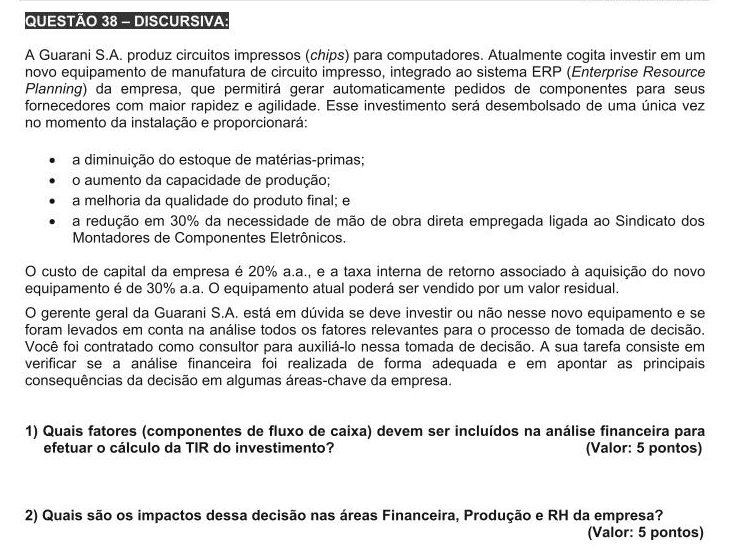 QUESTÃO 38 – DISCURSIVA:
A Guarani S.A. produz circuitos impressos (chips) para computadores. Atualmente cogita investir em um
novo equipamento de manufatura de circuito impresso, integrado ao sistema ERP (Enterprise Resource
Planning) da empresa, que permitirá gerar automaticamente pedidos de componentes para seus
fornecedores com maior rapidez e agilidade. Esse investimento será desembolsado de uma única vez
no momento da instalação e proporcionará:
• a diminuição do estoque de matérias-primas;
• o aumento da capacidade de produção;
• a melhoria da qualidade do produto final; e
• a redução em 30% da necessidade de mão de obra direta empregada ligada ao Sindicato dos
Montadores de Componentes Eletrônicos.
O custo de capital da empresa é 20% a.a., e a taxa interna de retorno associado à aquisição do novo
equipamento é de 30% a.a. O equipamento atual poderá ser vendido por um valor residual.
O gerente geral da Guarani S.A. está em dúvida se deve investir ou não nesse novo equipamento e se
foram levados em conta na análise todos os fatores relevantes para o processo de tomada de decisão.
Você foi contratado como consultor para auxiliá-lo nessa tomada de decisão. A sua tarefa consiste em
verificar se a análise financeira foi realizada de forma adequada e em apontar as principais
consequências da decisão em algumas áreas-chave da empresa.
1) Quais fatores (componentes de fluxo de caixa) devem ser incluídos na análise financeira para
efetuar o cálculo da TIR do investimento? (Valor: 5 pontos)
2) Quais são os impactos dessa decisão nas áreas Financeira, Produção e RH da empresa?
(Valor: 5 pontos)